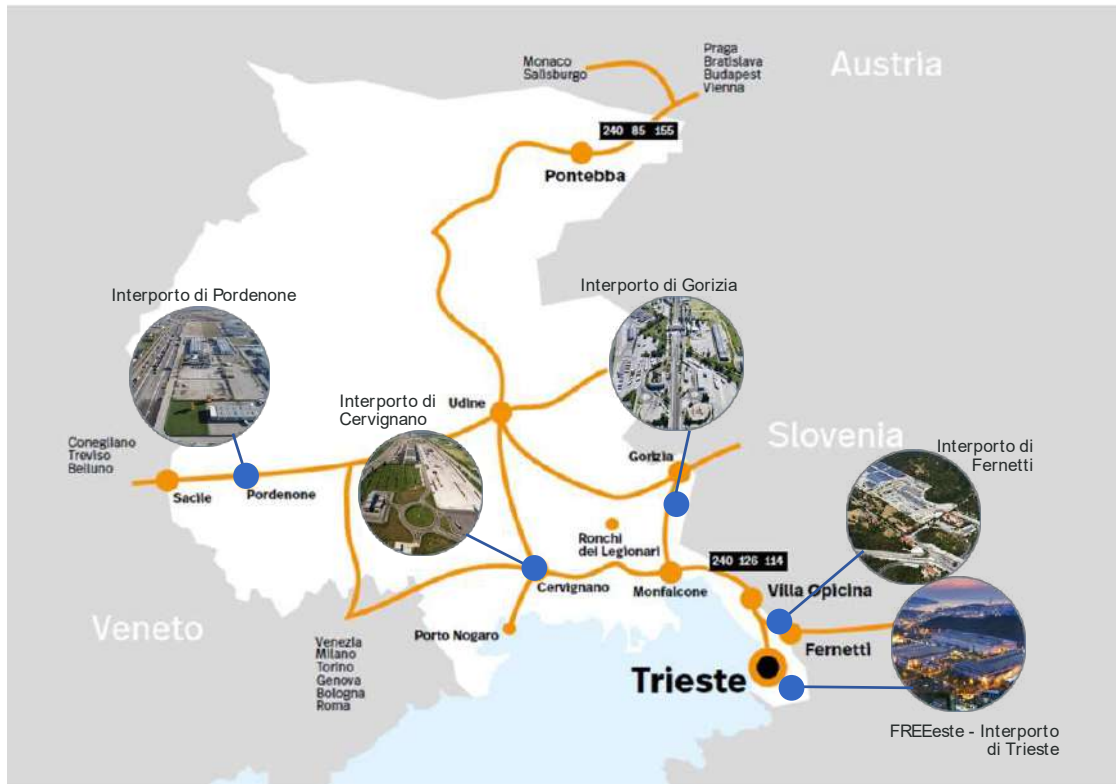 Praga
Bratislava
Budapest
Vienna
Monaco
Salisburgo
Austria
240 85 155
Pontebba
Interporto di Pordenone
Interporto di Gorizia
Interporto di
Cervignano
Udine
Slovenia
Interporto di
Fernetti
Conegliano
Treviso
Belluno
Gorizia
Sacile
Pordenone
Ronchi
dei Legionari
240 126 114
Cervignano
Monfalcone
Villa Opicina
Veneto
Porto Nogaro
Fernetti
Venezia
Milano
Torino
Genova
Bologna
Roma
Trieste
FREEeste - Interporto
di Trieste